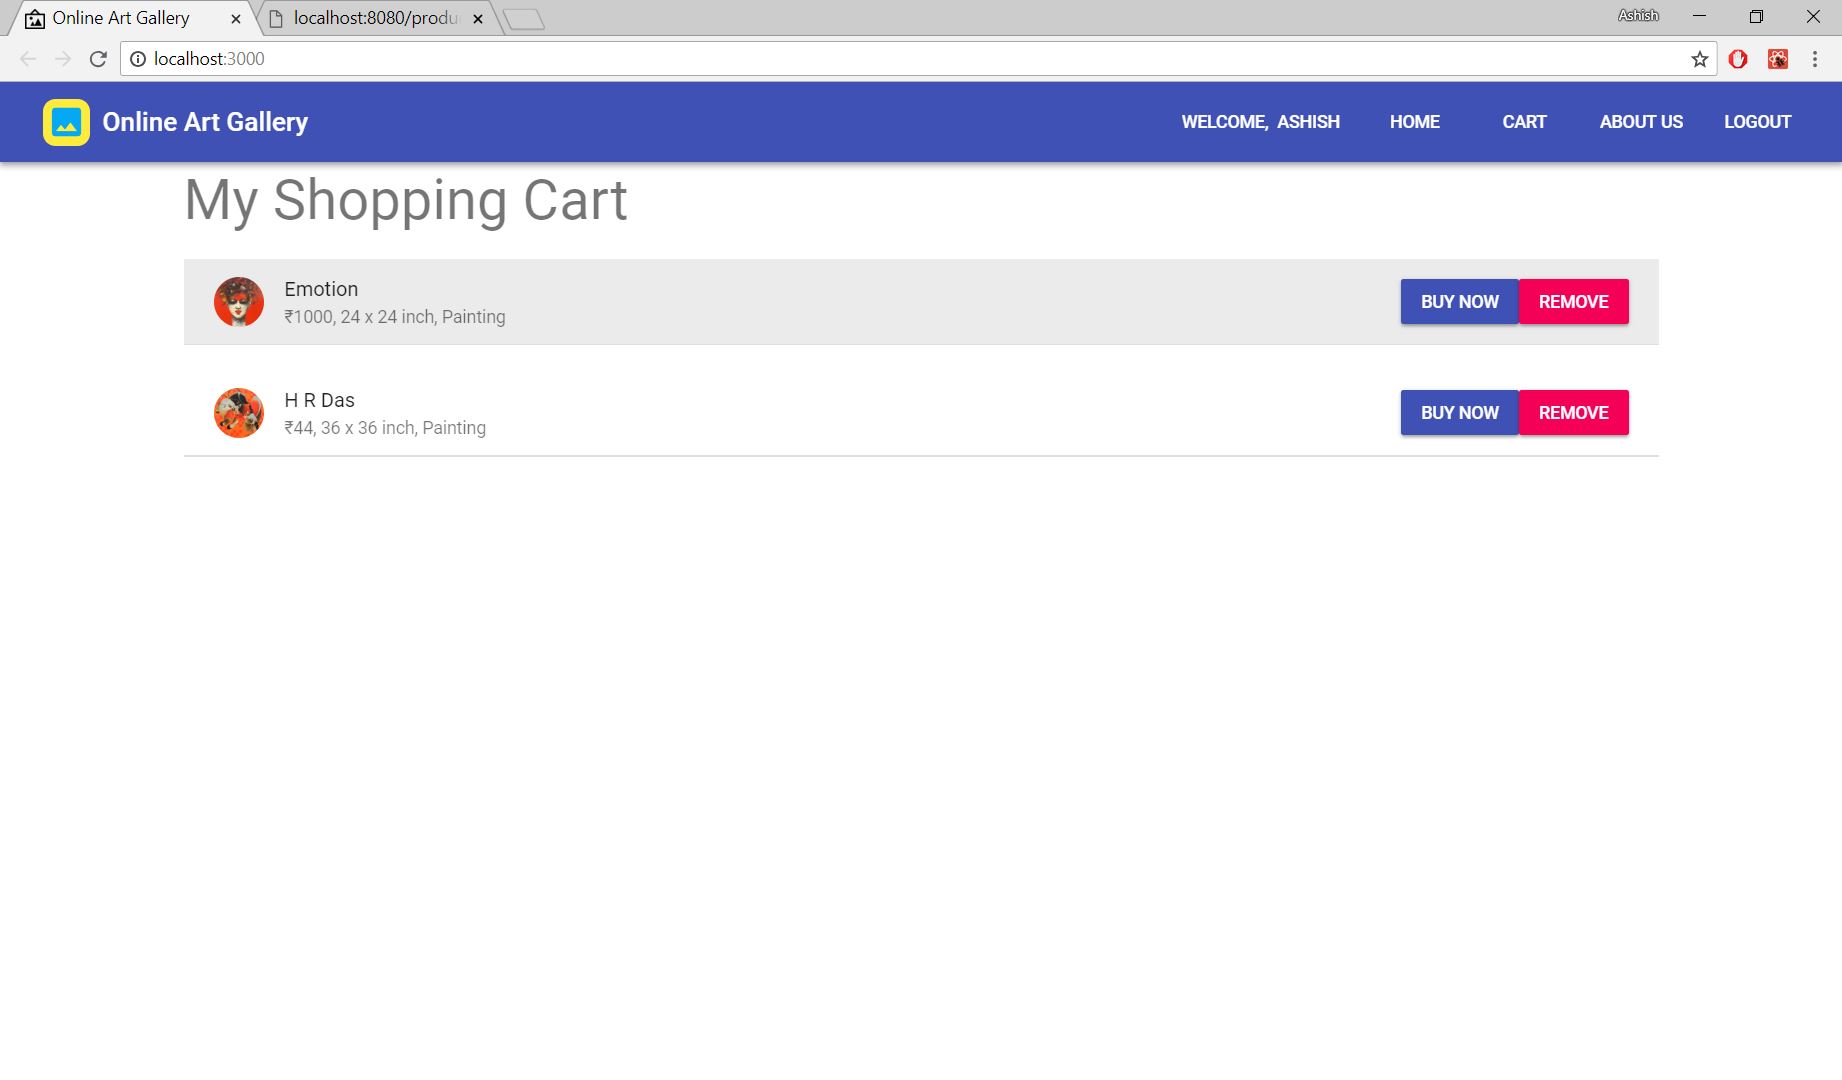 Online Art Gallery
localhost:8080/produ
Ashish
localhost:3000
Online Art Gallery
WELCOME, ASHISH
HOME
CART
ABOUT US
LOGOUT
My Shopping Cart
Emotion
₹1000, 24 x 24 inch, Painting
BUY NOW
REMOVE
H R Das
₹44, 36 x 36 inch, Painting
BUY NOW
REMOVE